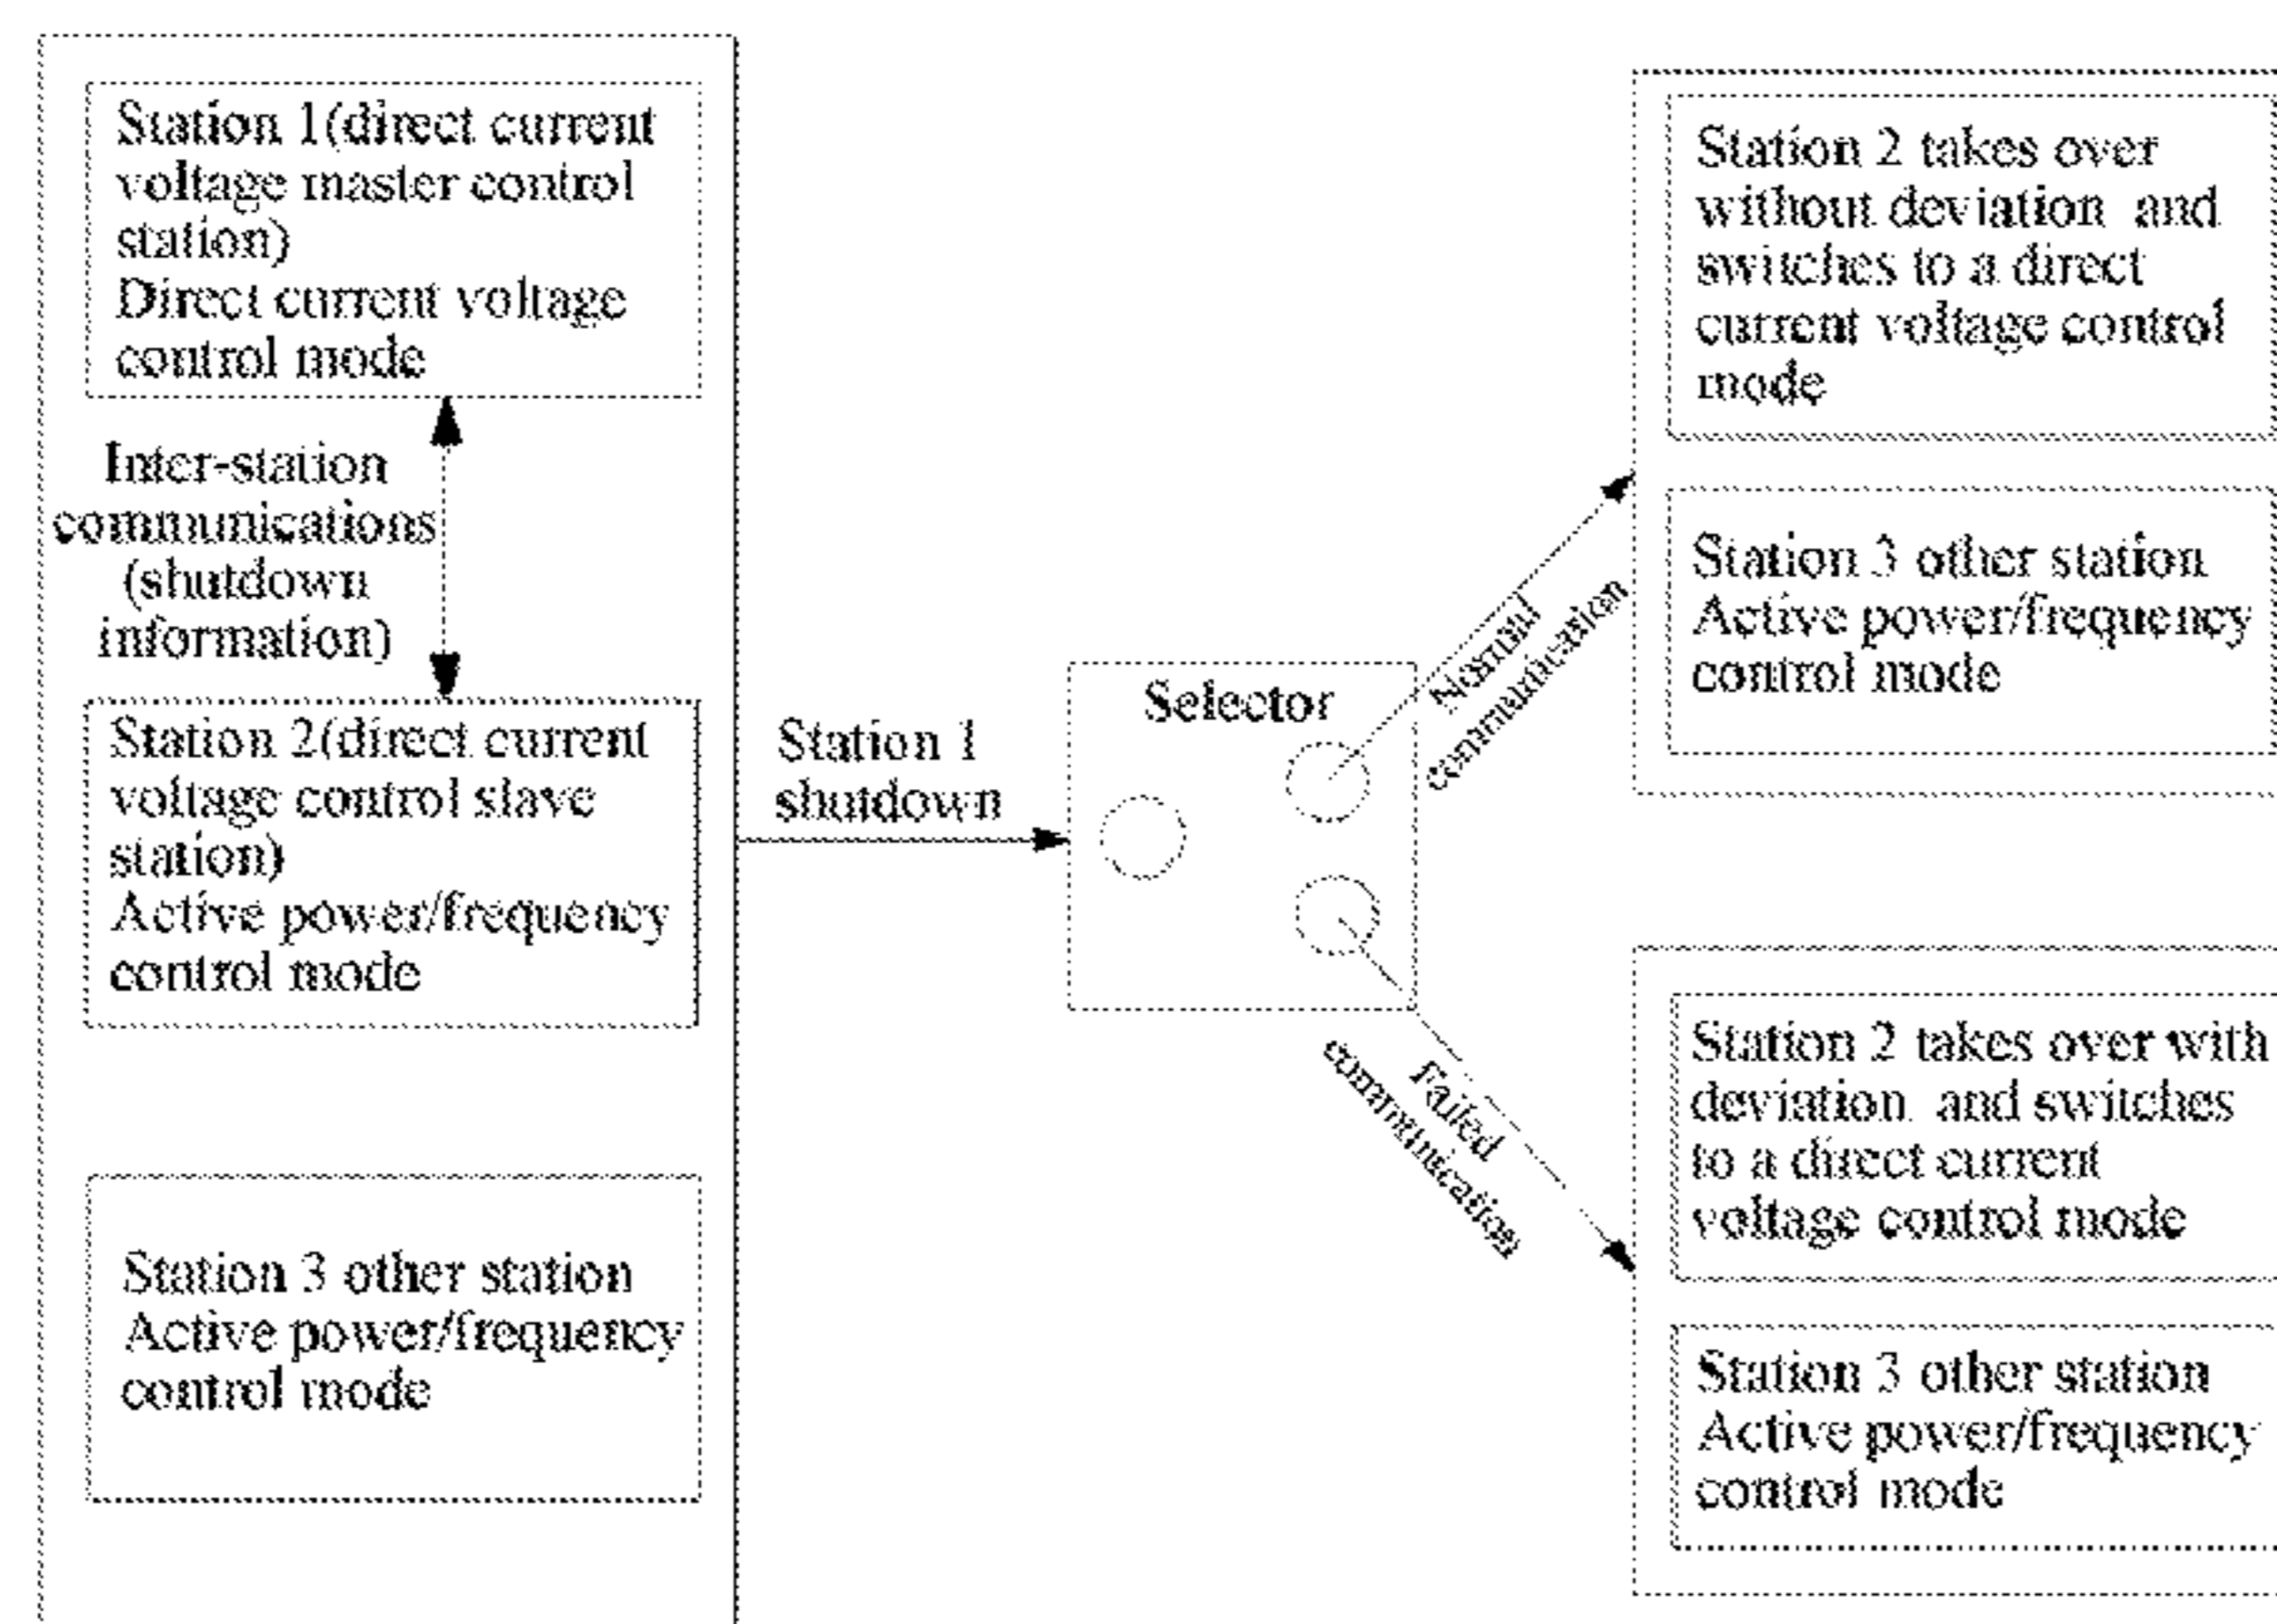 Station 1(direct current
voltage master control
station)
Direct current voltage
control mode
Inter-station
communications
(shutdown
information)
Station 2(direct current
voltage control slave
station)
Active power/frequency
control mode
Station 3 other station
Active power/frequency
control mode
Station 1
shutdown
Selector
Normal
communication
Failed
communication
Station 2 takes over
without deviation and
switches to a direct
current voltage control
mode
Station 3 other station
Active power/frequency
control mode
Station 2 takes over with
deviation and switches
to a direct current
voltage control mode
Station 3 other station
Active power/frequency
control mode